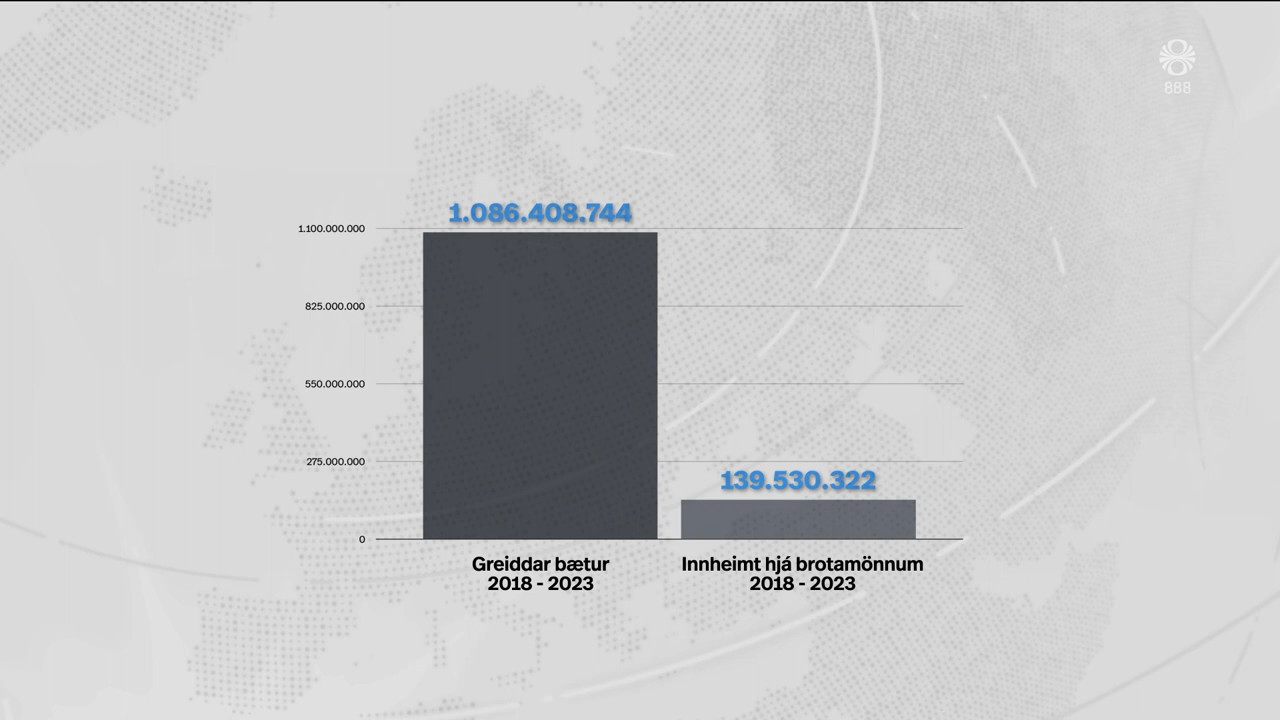 888
1.086.408.744
1.100.000.000
825.000.000
550.000.000
275.000.000
139.530.322
0
Greiddar bætur
2018 - 2023
Innheimt hjá brotamönnum
2018 - 2023